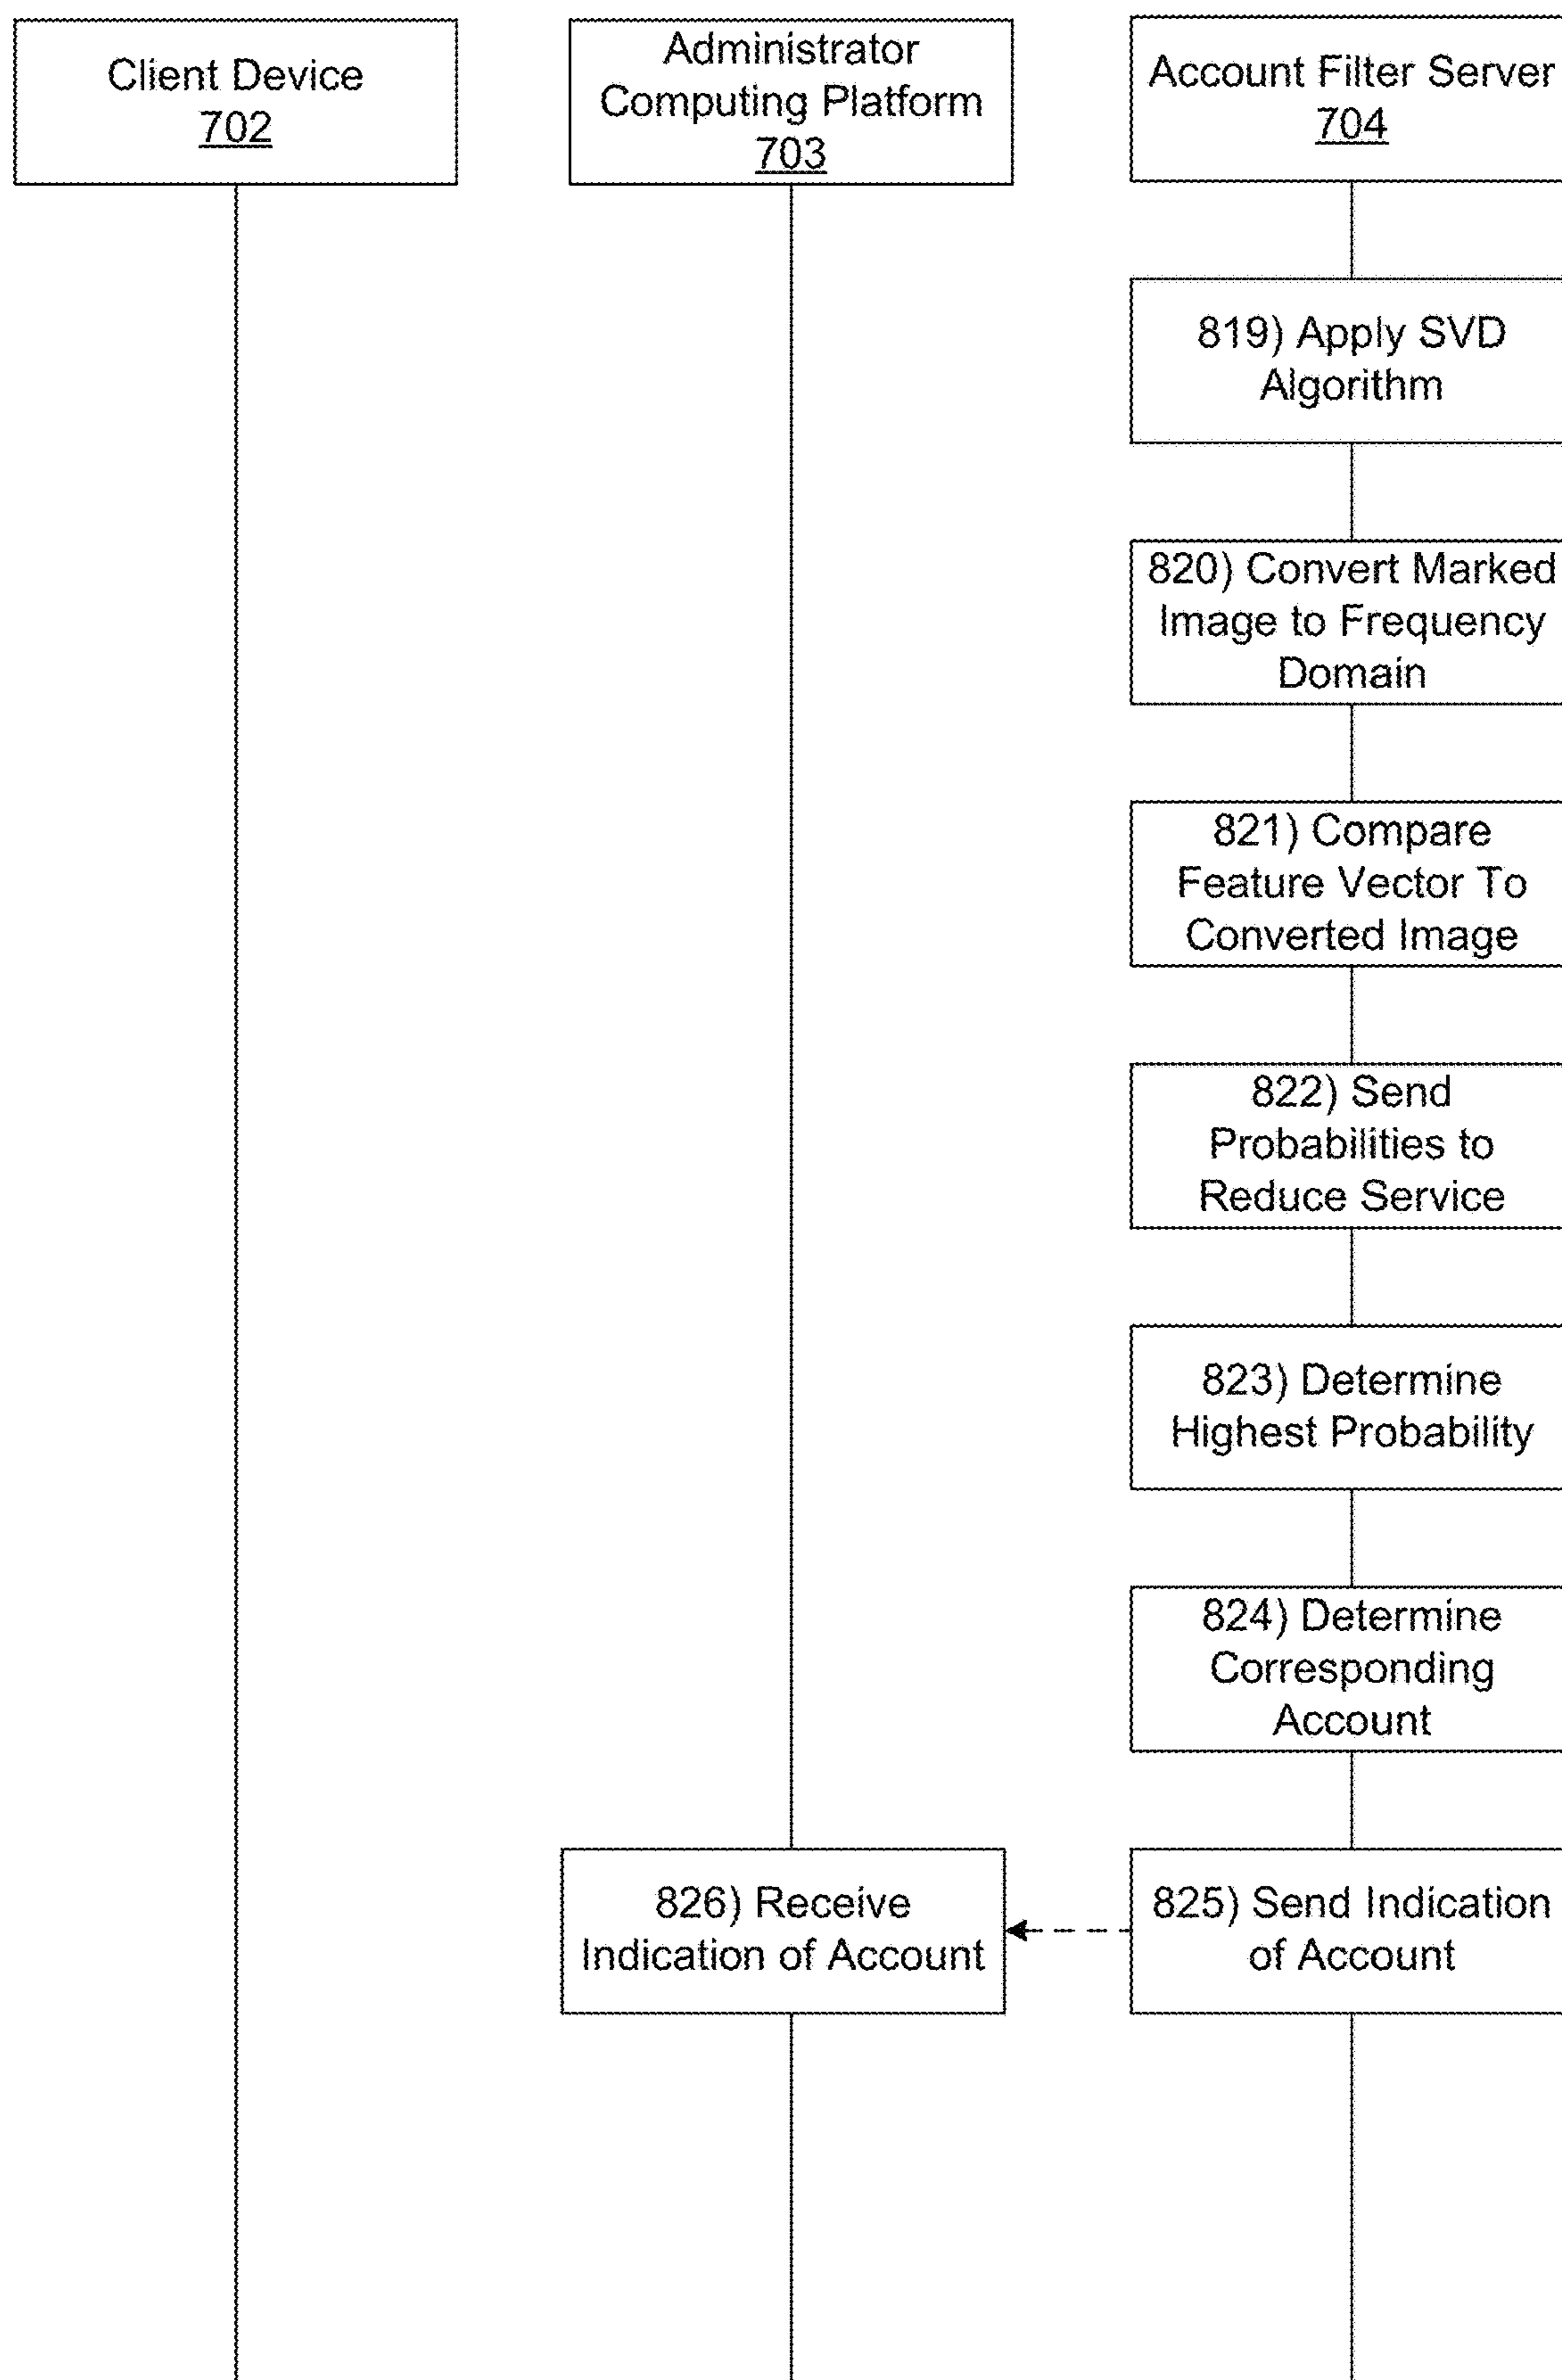 Client Device
702
Administrator
Computing Platform
703
Account Filter Server
704
819) Apply SVD
Algorithm
820) Convert Marked
Image to Frequency
Domain
821) Compare
Feature Vector To
Converted Image
822) Send
Probabilities to
Reduce Service
823) Determine
Highest Probability
824) Determine
Corresponding
Account
826) Receive
Indication of Account
825) Send Indication
of Account